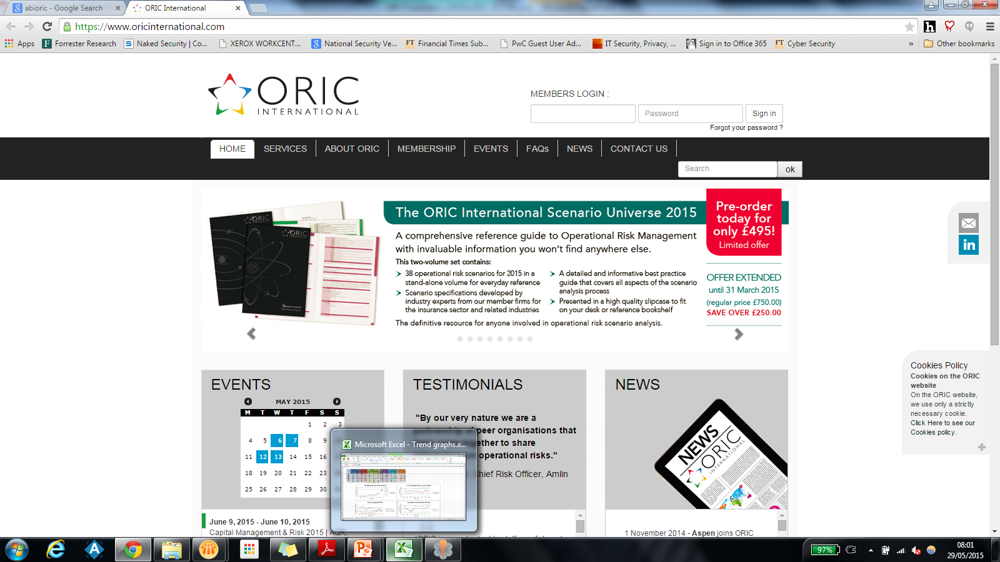 abioric - Google Search
ORIC International
https://www.oricinternational.com
Apps
Forrester Research
Naked Security | Co...
XEROX WORKCENT...
National Security Ve...
Financial Times Sub...
PwC Guest User Ad...
IT Security, Privacy, ...
Sign in to Office 365
Cyber Security
»
Other bookmarks
ORIC
INTERNATIONAL
MEMBERS LOGIN :
Password
Sign in
Forgot your password ?
HOME
SERVICES
ABOUT ORIC
MEMBERSHIP
EVENTS
FAQs
NEWS
CONTACT US
Search
ok
The ORIC International Scenario Universe 2015
A comprehensive reference guide to Operational Risk Management
with invaluable information you won't find anywhere else.
This two-volume set contains:
38 operational risk scenarios for 2015 in a
stand-alone volume for everyday reference
Scenario specifications developed by
industry experts from our member firms for
the insurance sector and related industries
A detailed and informative best practice
guide that covers all aspects of the scenario
analysis process
Presented in a high quality slipcase to fit
on your desk or reference bookshelf
The definitive resource for anyone involved in operational risk scenario analysis.
Pre-order
today for
only £495!
Limited offer
OFFER EXTENDED
until 31 March 2015
(regular price £750.00)
SAVE OVER £250.00
ORIC
ORIC
in
Cookies Policy
Cookies on the ORIC
website
On the ORIC website,
we use only a strictly
necessary cookie.
Click Here to see our
Cookies policy.
EVENTS
MAY 2015
M T W T F S S
1 2 3
4 5 6 7 8 9
11 12 13 14 15 16
18 19 20 21 22 23
25 26 27 28 29 30
June 9, 2015 - June 10, 2015
Capital Management & Risk 2015 | AQR,
TESTIMONIALS
"By our very nature we are a
peer organisations that
together to share
operational risks."
Chief Risk Officer, Amlin
NEWS
NEWS
ORIC
INTERNATIONAL
1 November 2014 - Aspen joins ORIC
Microsoft Excel - Trend graphs.x...
97%
08:01
29/05/2015